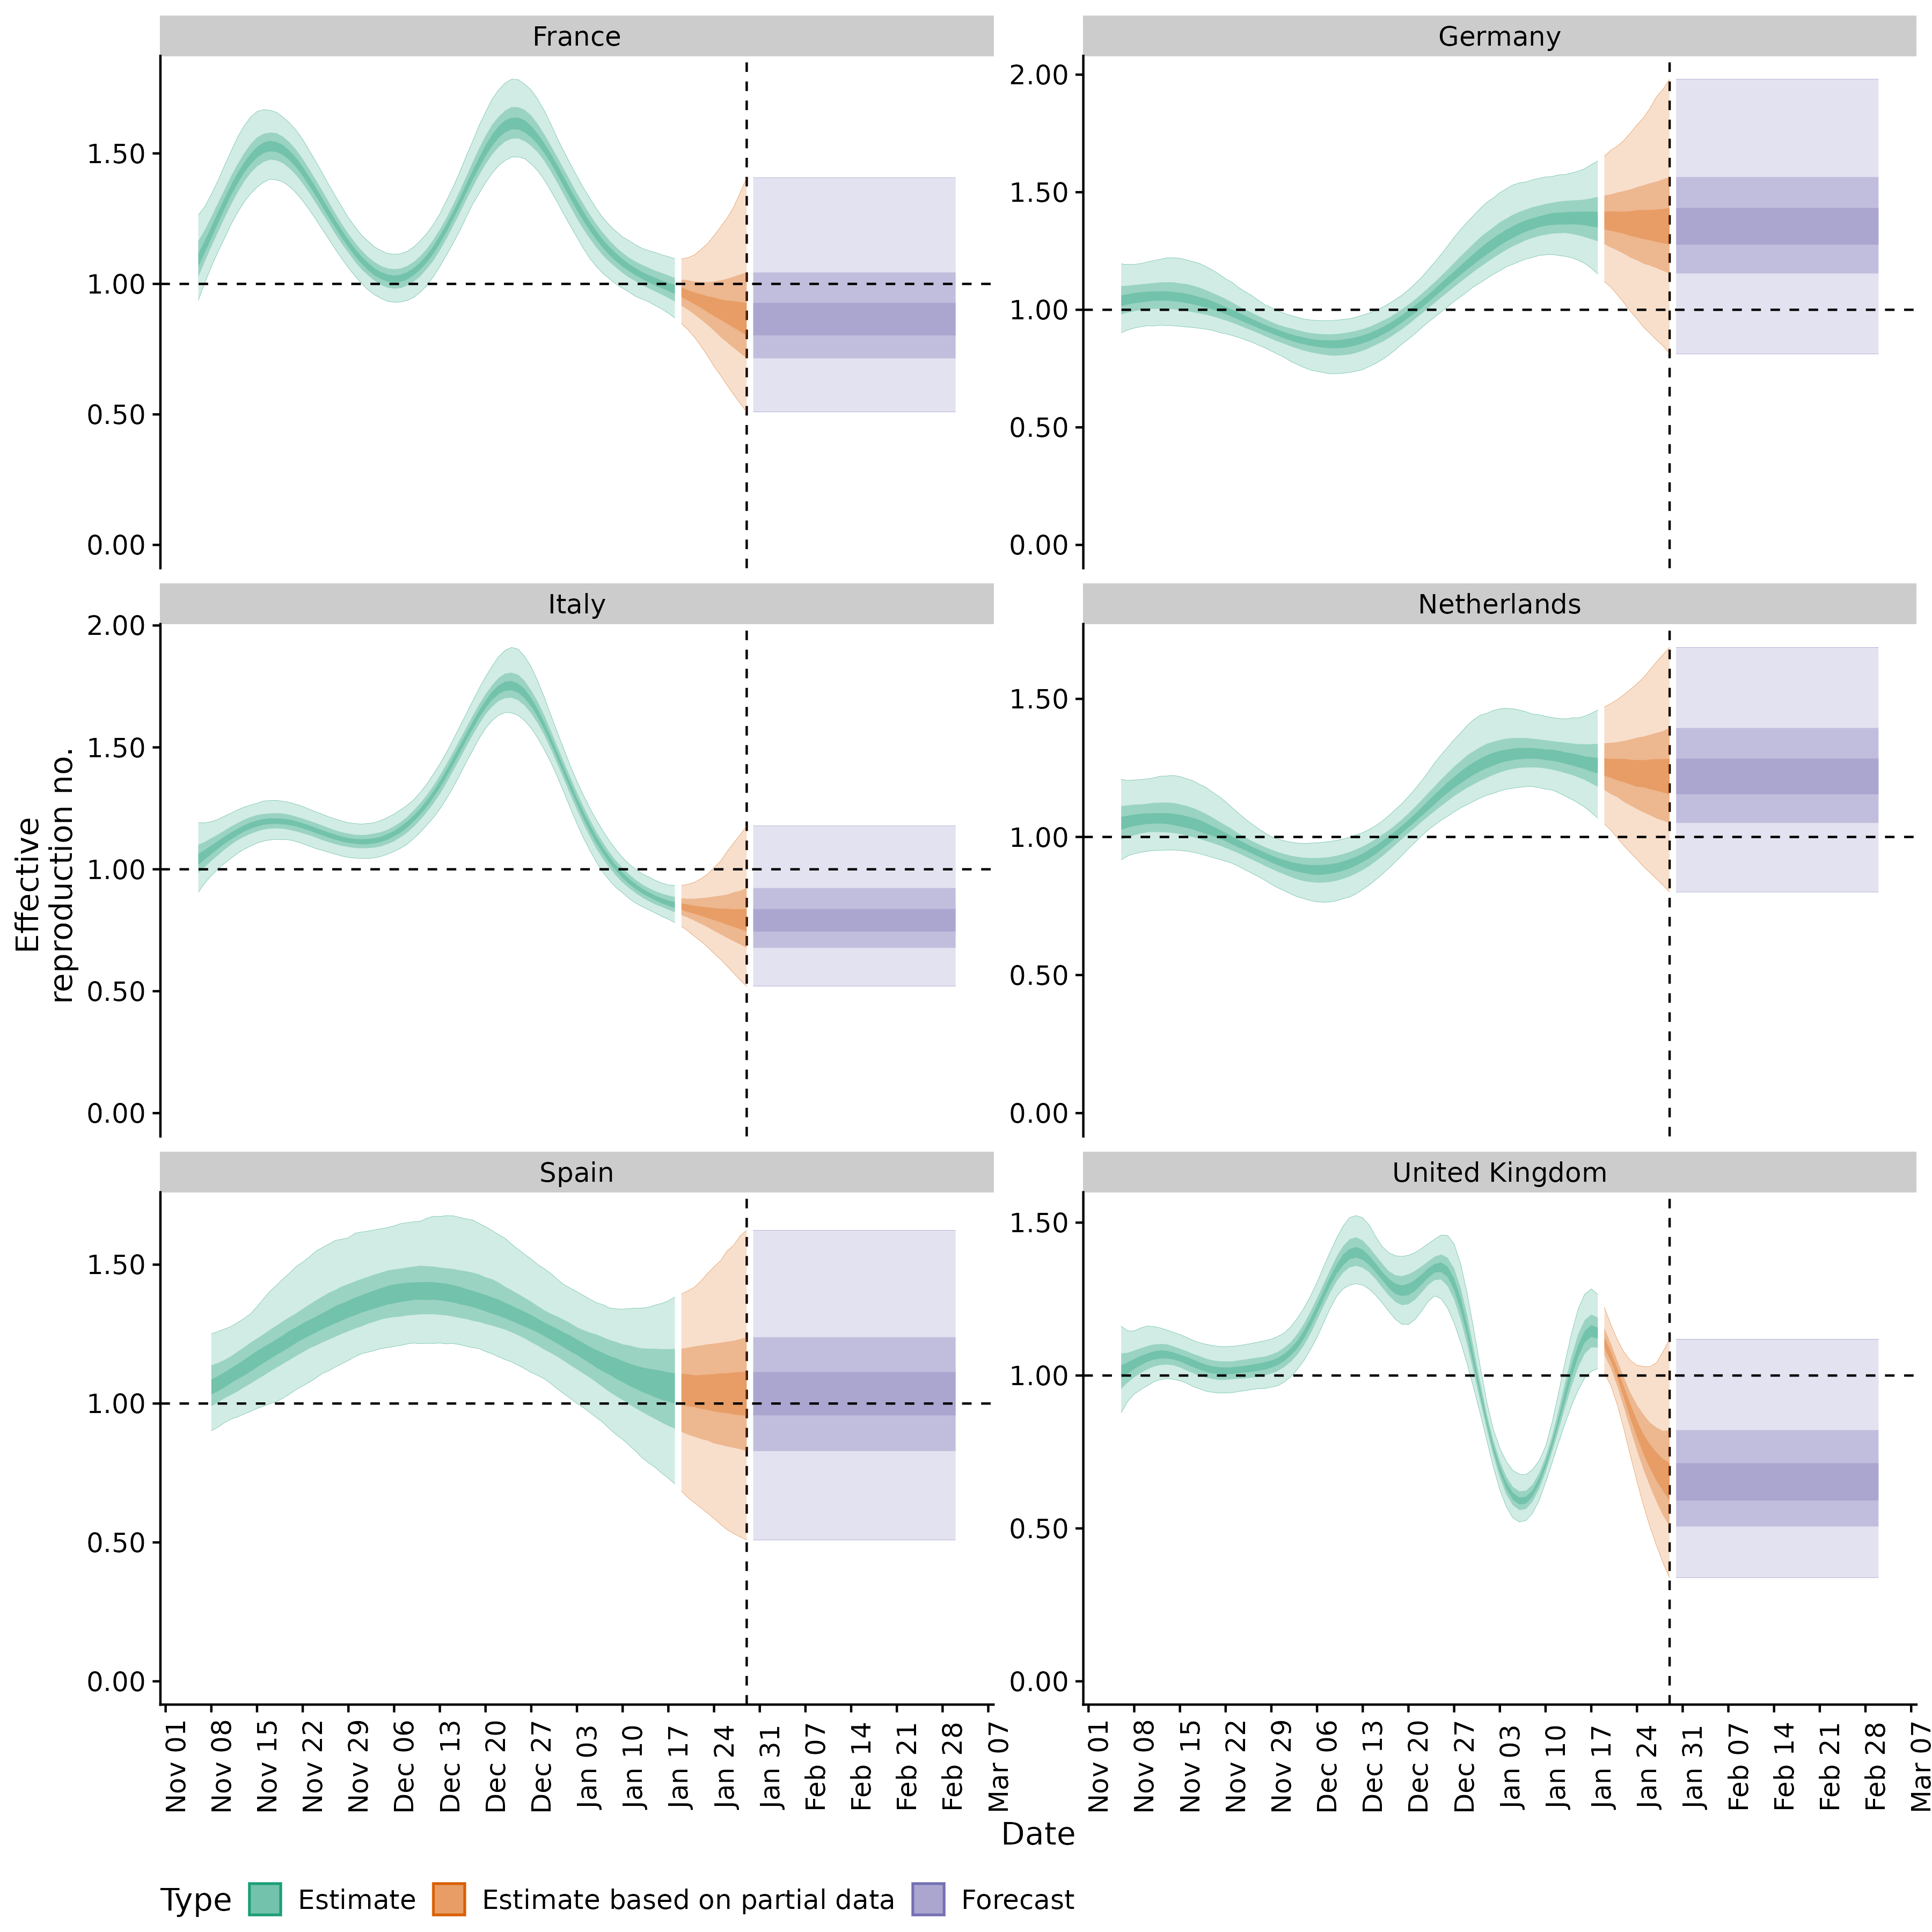 France
Germany
1.50
1.00
0.50
0.00
2.00
1.50
1.00
0.50
0.00
Italy
Netherlands
2.00
1.50
1.00
0.50
0.00
1.50
1.00
0.50
0.00
Effective
reproduction no.
Spain
United Kingdom
1.50
1.00
0.50
0.00
1.50
1.00
0.50
0.00
Nov 01
Nov 08
Nov 15
Nov 22
Nov 29
Dec 06
Dec 13
Dec 20
Dec 27
Jan 03
Jan 10
Jan 17
Jan 24
Jan 31
Feb 07
Feb 14
Feb 21
Feb 28
Mar 07
Nov 01
Nov 08
Nov 15
Nov 22
Nov 29
Dec 06
Dec 13
Dec 20
Dec 27
Jan 03
Jan 10
Jan 17
Jan 24
Jan 31
Feb 07
Feb 14
Feb 21
Feb 28
Mar 07
Date
Type Estimate Estimate based on partial data Forecast